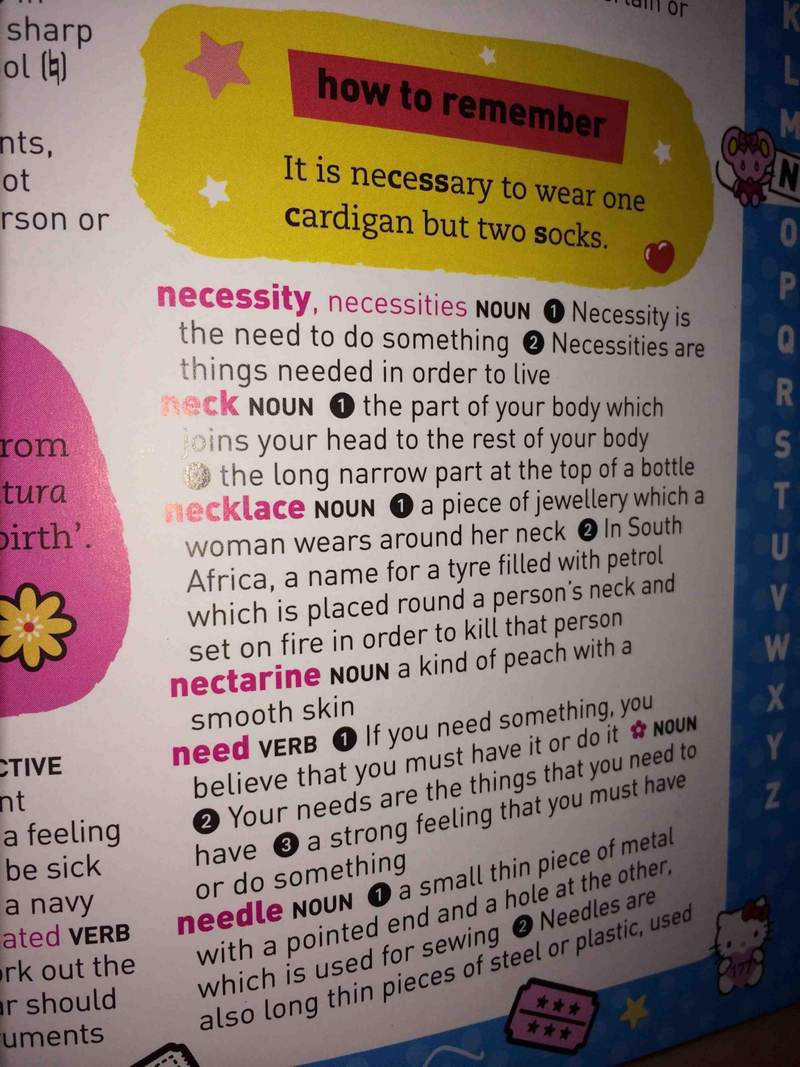 sharp
ol (♮)
nts,
ot
rson or
rom
tura
birth’.
CTIVE
nt
a feeling
be sick
a navy
ated VERB
ork out the
ar should
uments
or
how to remember
It is necessary to wear one
cardigan but two socks.
necessity, necessities NOUN ❶ Necessity is
the need to do something ❷ Necessities are
things needed in order to live
neck NOUN ❶ the part of your body which
joins your head to the rest of your body
❷ the long narrow part at the top of a bottle
necklace NOUN ❶ a piece of jewellery which a
woman wears around her neck ❷ In South
Africa, a name for a tyre filled with petrol
which is placed round a person’s neck and
set on fire in order to kill that person
nectarine NOUN a kind of peach with a
smooth skin
need VERB ❶ If you need something, you
believe that you must have it or do it ✿ NOUN
❷ Your needs are the things that you need to
have ❸ a strong feeling that you must have
or do something
needle NOUN ❶ a small thin piece of metal
with a pointed end and a hole at the other,
which is used for sewing ❷ Needles are
also long thin pieces of steel or plastic, used
K
L
M
N
O
P
Q
R
S
T
U
V
W
X
Y
Z
177